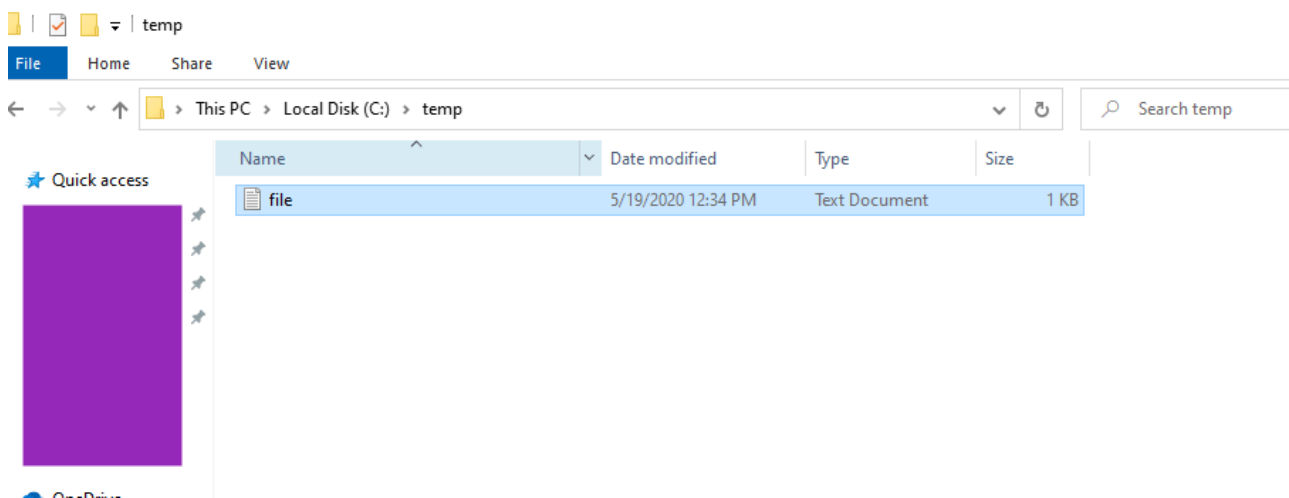 temp
File Home Share View
This PC > Local Disk (C:) > temp
Search temp
Name Date modified Type Size
Quick access
file 5/19/2020 12:34 PM Text Document 1 KB
OneDrive